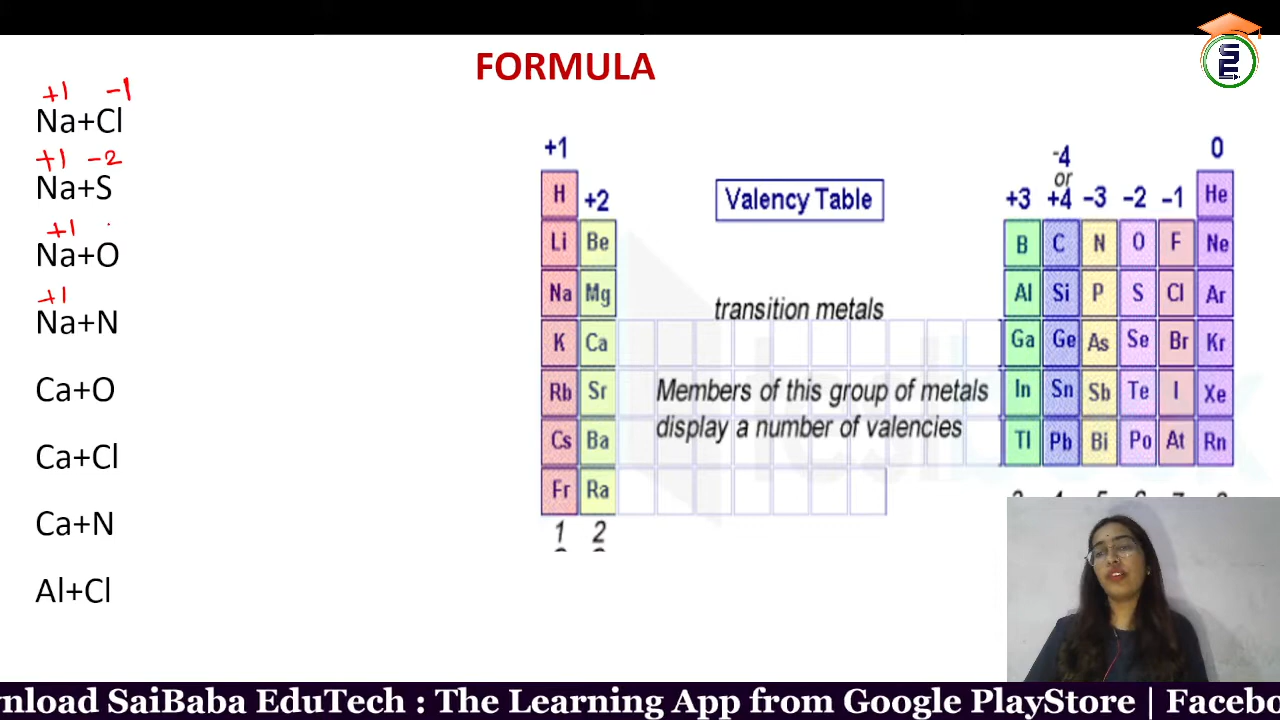 FORMULA
+1 -1
Na+Cl
+1 -2
Na+S
+1
Na+O
+1
Na+N
Ca+O
Ca+Cl
Ca+N
Al+Cl
Valency Table
+1 -4 0
or
+2 +3 +4 -3 -2 -1
H He
Li Be B C N O F Ne
Na Mg Al Si P S Cl Ar
transition metals
K Ca Ga Ge As Se Br Kr
Rb Sr In Sn Sb Te I Xe
Members of this group of metals
display a number of valencies
Cs Ba Tl Pb Bi Po At Rn
Fr Ra
1 2
SE
wnload SaiBaba EduTech : The Learning App from Google PlayStore | Facebo